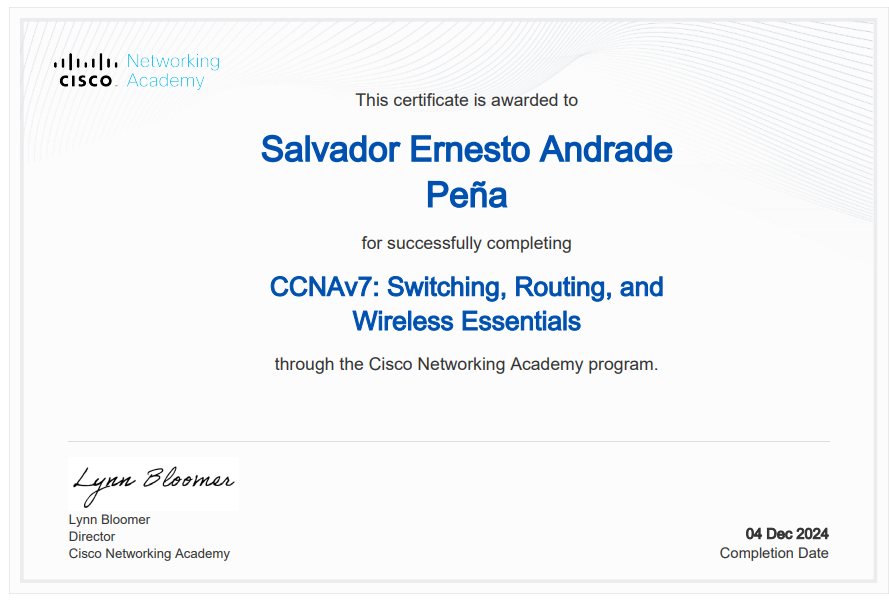 Networking
CISCO. Academy
This certificate is awarded to
Salvador Ernesto Andrade
Peña
for successfully completing
CCNAv7: Switching, Routing, and
Wireless Essentials
through the Cisco Networking Academy program.
Lynn Bloomer
Lynn Bloomer
Director
Cisco Networking Academy
04 Dec 2024
Completion Date